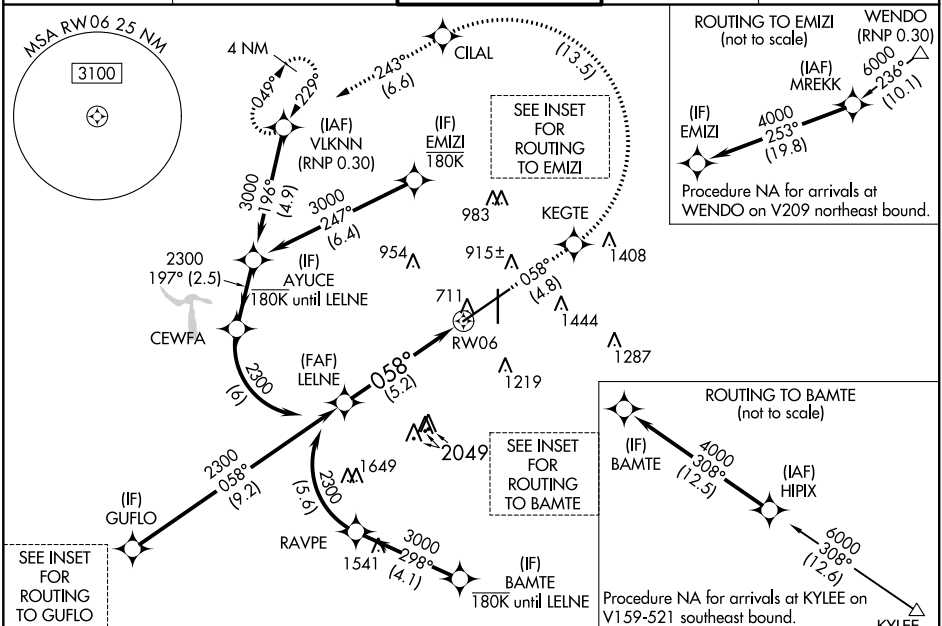 MSA RW06 25 NM
3100
4 NM
049°
229°
CILAL
243°
(6.6)
(13.5)
(IAF)
VLKNN
(RNP 0.30)
3000
196°
(4.9)
(IF)
EMIZI
180K
3000
247°
(6.4)
SEE INSET
FOR
ROUTING
TO EMIZI
983
954
915±
KEGTE
1408
058°
(4.8)
2300
197° (2.5)
(IF)
AYUCE
180K until LELNE
711
RW06
1444
1287
1219
CEWFA
2300
(6)
(FAF)
LELNE
058°
(5.2)
2049
1649
2300
058°
(9.2)
2300
(5.6)
(IF)
GUFLO
RAVPE
1541
3000
298°
(4.1)
(IF)
BAMTE
180K until LELNE
SEE INSET
FOR
ROUTING
TO BAMTE
SEE INSET
FOR
ROUTING
TO GUFLO
ROUTING TO EMIZI
(not to scale)
WENDO
(RNP 0.30)
6000
236°
(10.1)
(IAF)
MREKK
4000
253°
(19.8)
(IF)
EMIZI
Procedure NA for arrivals at
WENDO on V209 northeast bound.
ROUTING TO BAMTE
(not to scale)
(IF)
BAMTE
4000
308°
(12.5)
(IAF)
HIPIX
6000
308°
(12.6)
Procedure NA for arrivals at KYLEE on
V159-521 southeast bound.
KYLEE